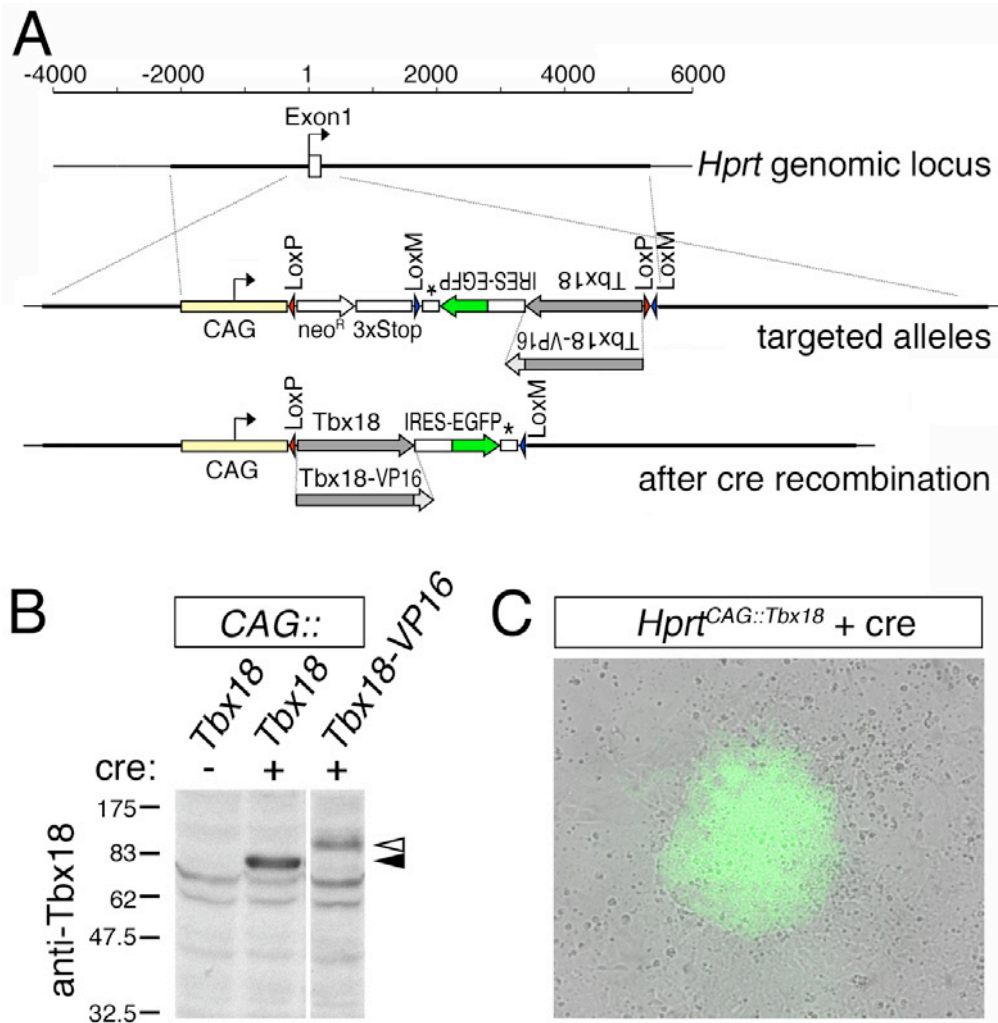 A
-4000 -2000 1 2000 4000 6000
Exon1
Hprt genomic locus
LoxP LoxM LoxP LoxM
* IRES-EGFP Tbx18
CAG neoR 3xStop
Tbx18-VP16
targeted alleles
LoxP LoxM
Tbx18 IRES-EGFP *
CAG
Tbx18-VP16
after cre recombination
B
CAG::
Tbx18 Tbx18 Tbx18-VP16
cre: - + +
anti-Tbx18
175
83
62
47.5
32.5
C
HprtCAG::Tbx18 + cre